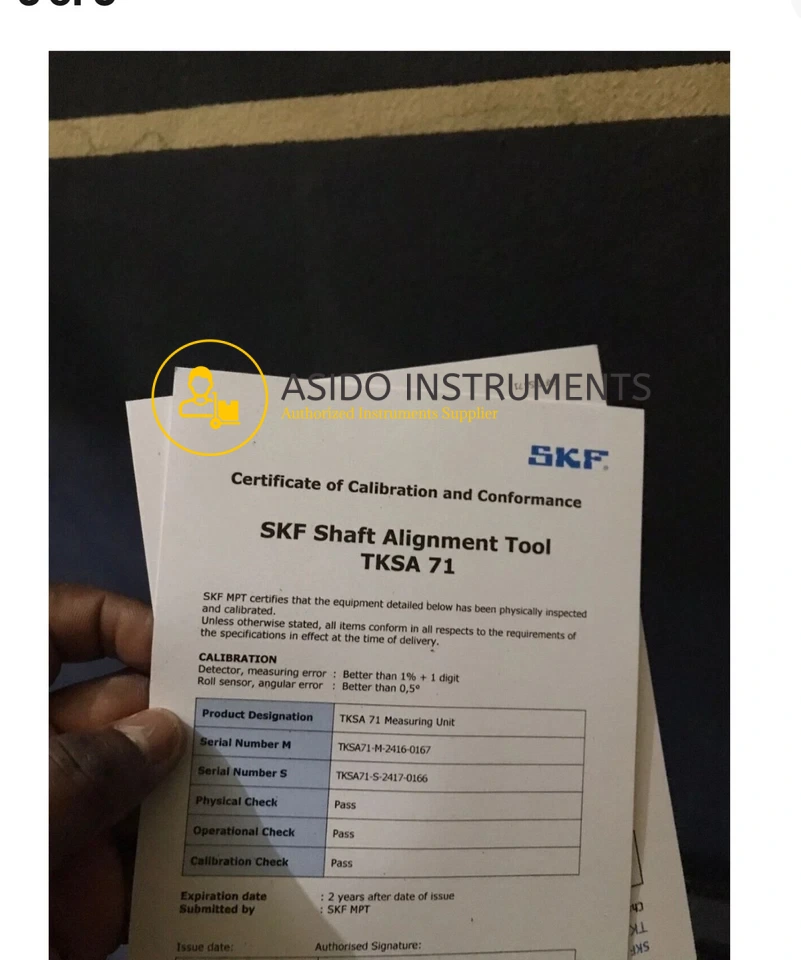 ASIDO INSTRUMENTS
Authorized Instruments Supplier
SKF
Certificate of Calibration and Conformance
SKF Shaft Alignment Tool
TKSA 71
SKF MPT certifies that the equipment detailed below has been physically inspected
and calibrated.
Unless otherwise stated, all items conform in all respects to the requirements of
the specifications in effect at the time of delivery.
CALIBRATION
Detector, measuring error : Better than 1% + 1 digit
Roll sensor, angular error : Better than 0,5°
Product Designation TKSA 71 Measuring Unit
Serial Number M TKSA71-M-2416-0167
Serial Number S TKSA71-S-2417-0166
Physical Check Pass
Operational Check Pass
Calibration Check Pass
Expiration date : 2 years after date of issue
Submitted by : SKF MPT
Issue date: Authorised Signature: